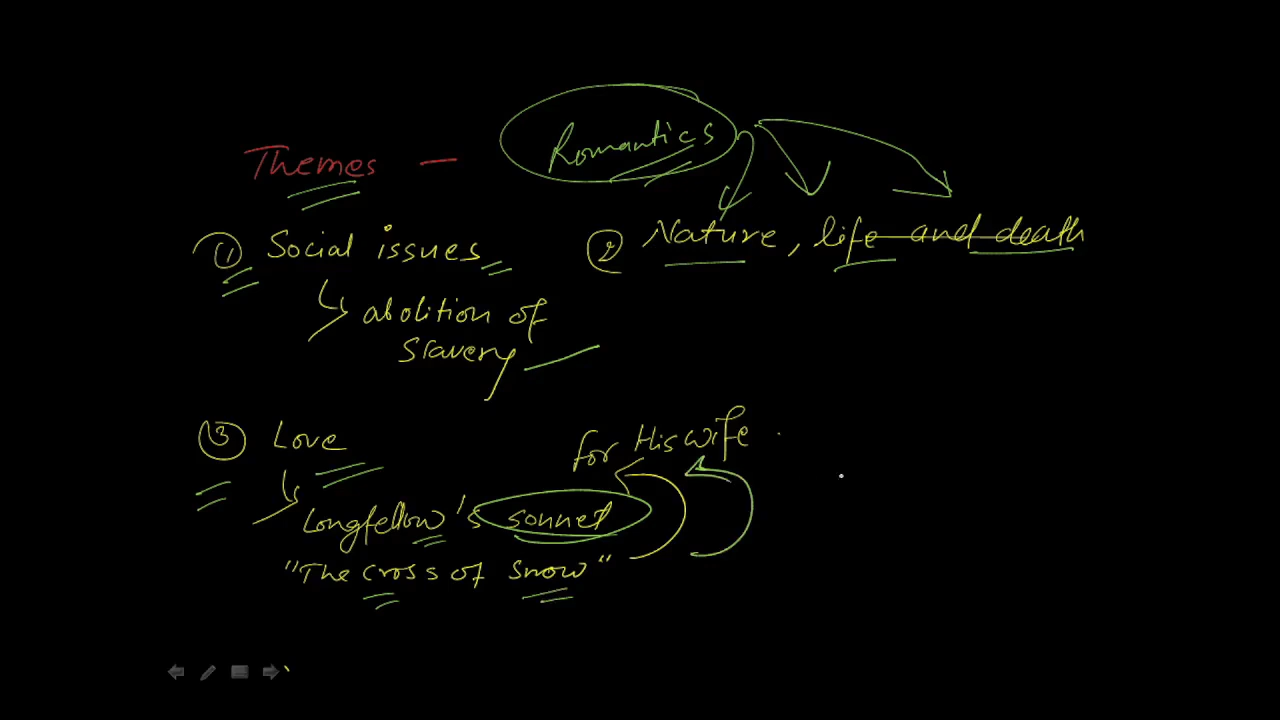 Romantics
Themes —
① Social issues
② Nature, life and death
abolition of
slavery
③ Love
for His wife
Longfellow's sonnet
"The cross of snow"